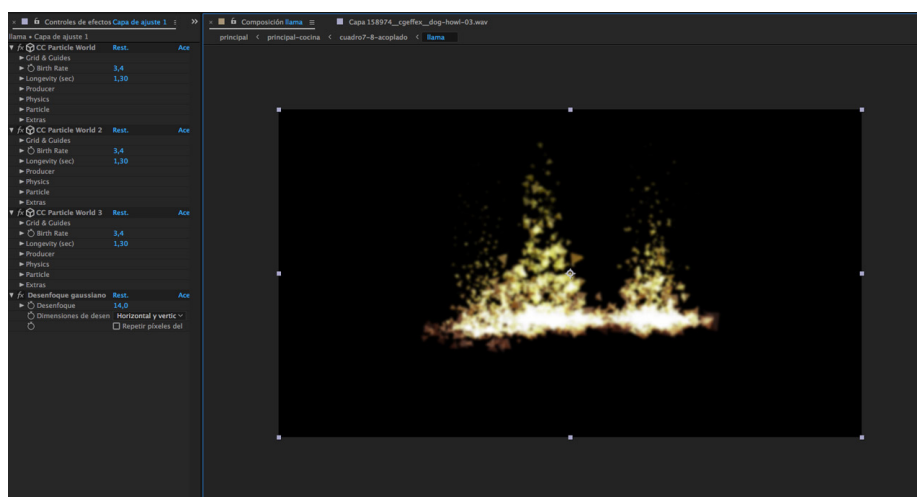 Controles de efectos Capa de ajuste 1
llama • Capa de ajuste 1
fx CC Particle World Rest. Ace
Grid & Guides
Birth Rate 3,4
Longevity (sec) 1,30
Producer
Physics
Particle
Extras
fx CC Particle World 2 Rest. Ace
Grid & Guides
Birth Rate 3,4
Longevity (sec) 1,30
Producer
Physics
Particle
Extras
fx CC Particle World 3 Rest. Ace
Grid & Guides
Birth Rate 3,4
Longevity (sec) 1,30
Producer
Physics
Particle
Extras
fx Desenfoque gaussiano Rest. Ace
Desenfoque 14,0
Dimensiones de desen Horizontal y vertic
Repetir píxeles del
Composición llama Capa 158974__cgeffex__dog-howl-03.wav
principal < principal-cocina < cuadro7-8-acoplado < llama